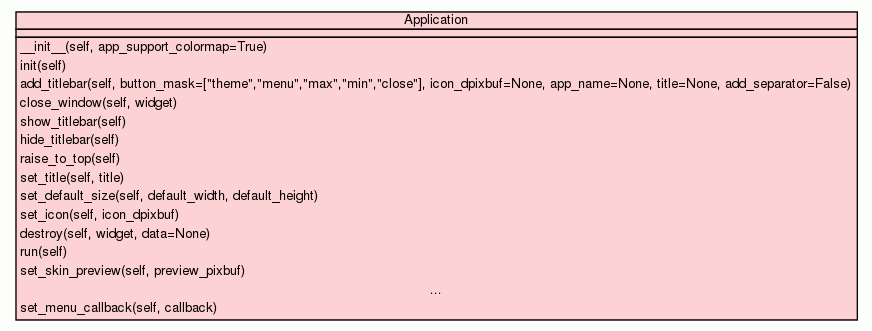 Application
__init__(self, app_support_colormap=True)
init(self)
add_titlebar(self, button_mask=["theme","menu","max","min","close"], icon_dpixbuf=None, app_name=None, title=None, add_separator=False)
close_window(self, widget)
show_titlebar(self)
hide_titlebar(self)
raise_to_top(self)
set_title(self, title)
set_default_size(self, default_width, default_height)
set_icon(self, icon_dpixbuf)
destroy(self, widget, data=None)
run(self)
set_skin_preview(self, preview_pixbuf)
...
set_menu_callback(self, callback)